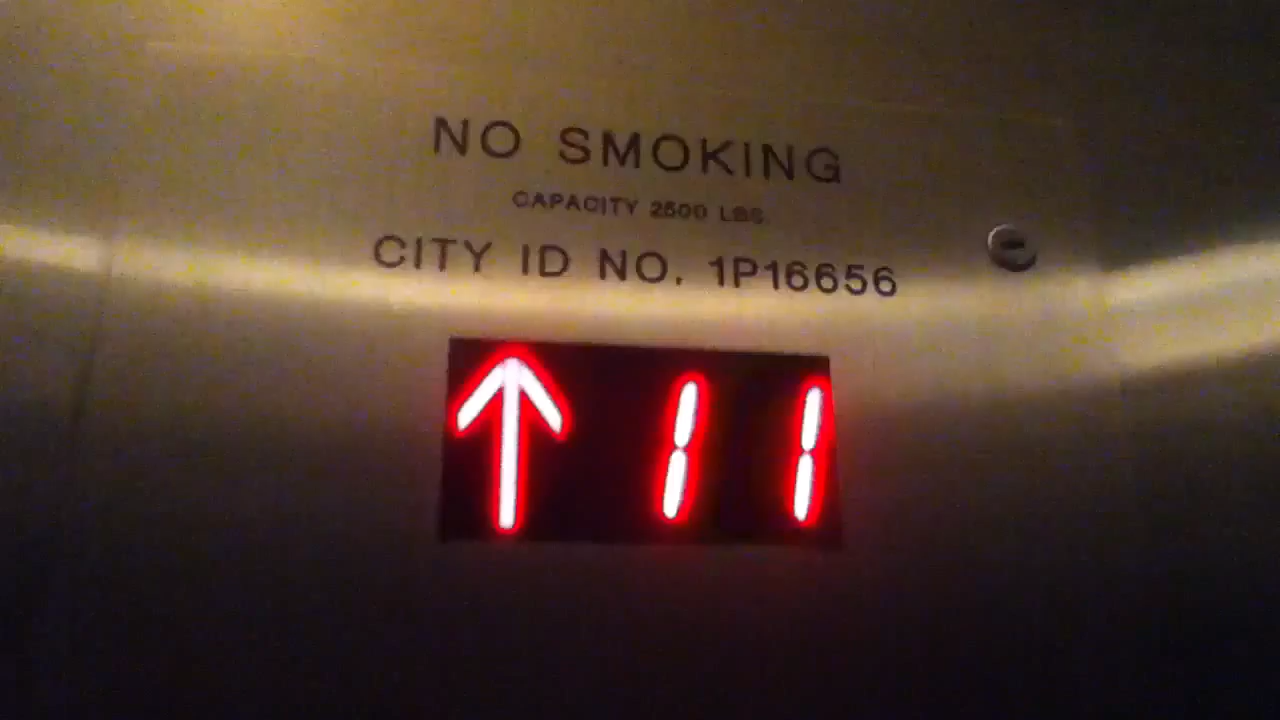 NO SMOKING
CAPACITY 2500 LBS.
CITY ID NO. 1P16656
↑ 11